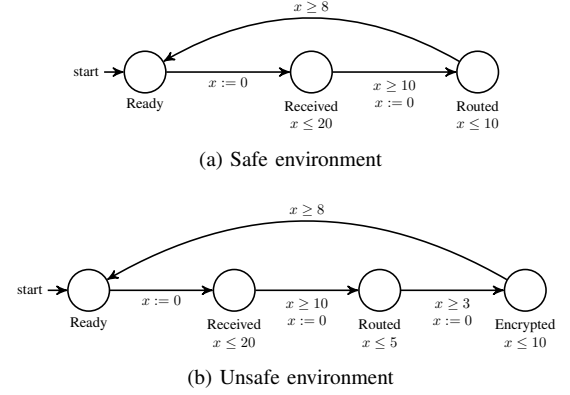 x ≥ 8
start
x := 0
x ≥ 10
x := 0
Ready
Received
x ≤ 20
Routed
x ≤ 10
(a) Safe environment
x ≥ 8
start
x := 0
x ≥ 10
x := 0
x ≥ 3
x := 0
Ready
Received
x ≤ 20
Routed
x ≤ 5
Encrypted
x ≤ 10
(b) Unsafe environment